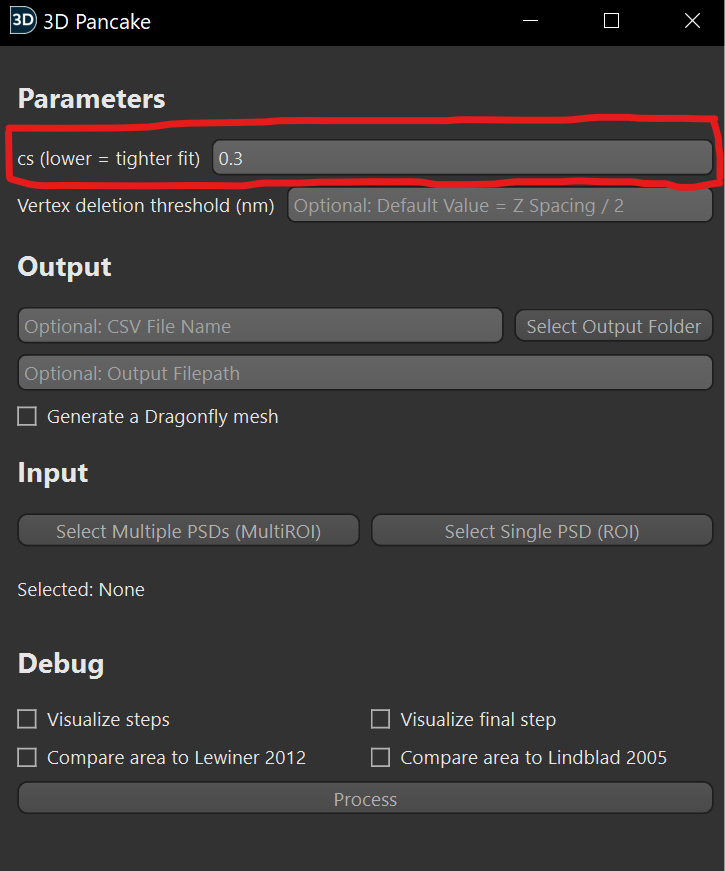 3D 3D Pancake
Parameters
cs (lower = tighter fit) 0.3
Vertex deletion threshold (nm) Optional: Default Value = Z Spacing / 2
Output
Optional: CSV File Name Select Output Folder
Optional: Output Filepath
Generate a Dragonfly mesh
Input
Select Multiple PSDs (MultiROI) Select Single PSD (ROI)
Selected: None
Debug
Visualize steps Visualize final step
Compare area to Lewiner 2012 Compare area to Lindblad 2005
Process